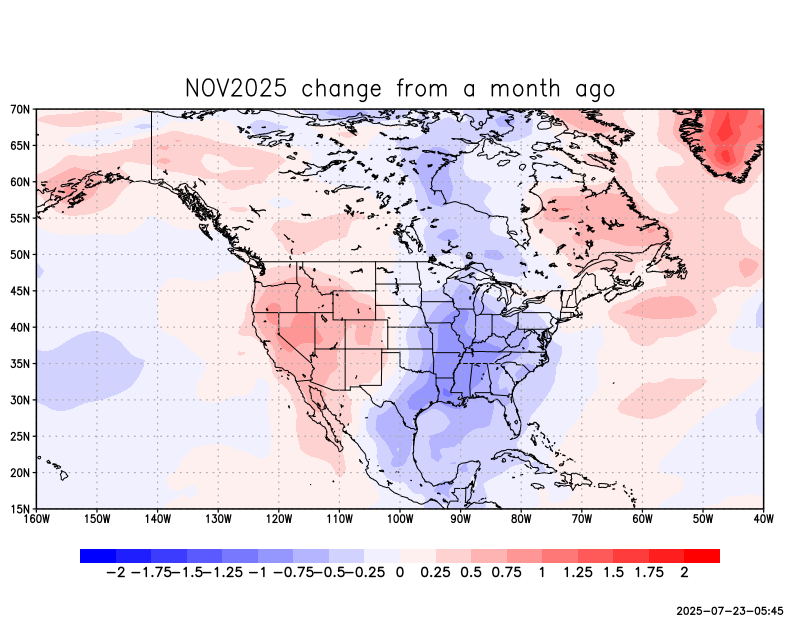 NOV2025 change from a month ago
70N
65N
60N
55N
50N
45N
40N
35N
30N
25N
20N
15N
160W 150W 140W 130W 120W 110W 100W 90W 80W 70W 60W 50W 40W
−2 −1.75 −1.5 −1.25 −1 −0.75 −0.5 −0.25 0 0.25 0.5 0.75 1 1.25 1.5 1.75 2
2025−07−23−05:45